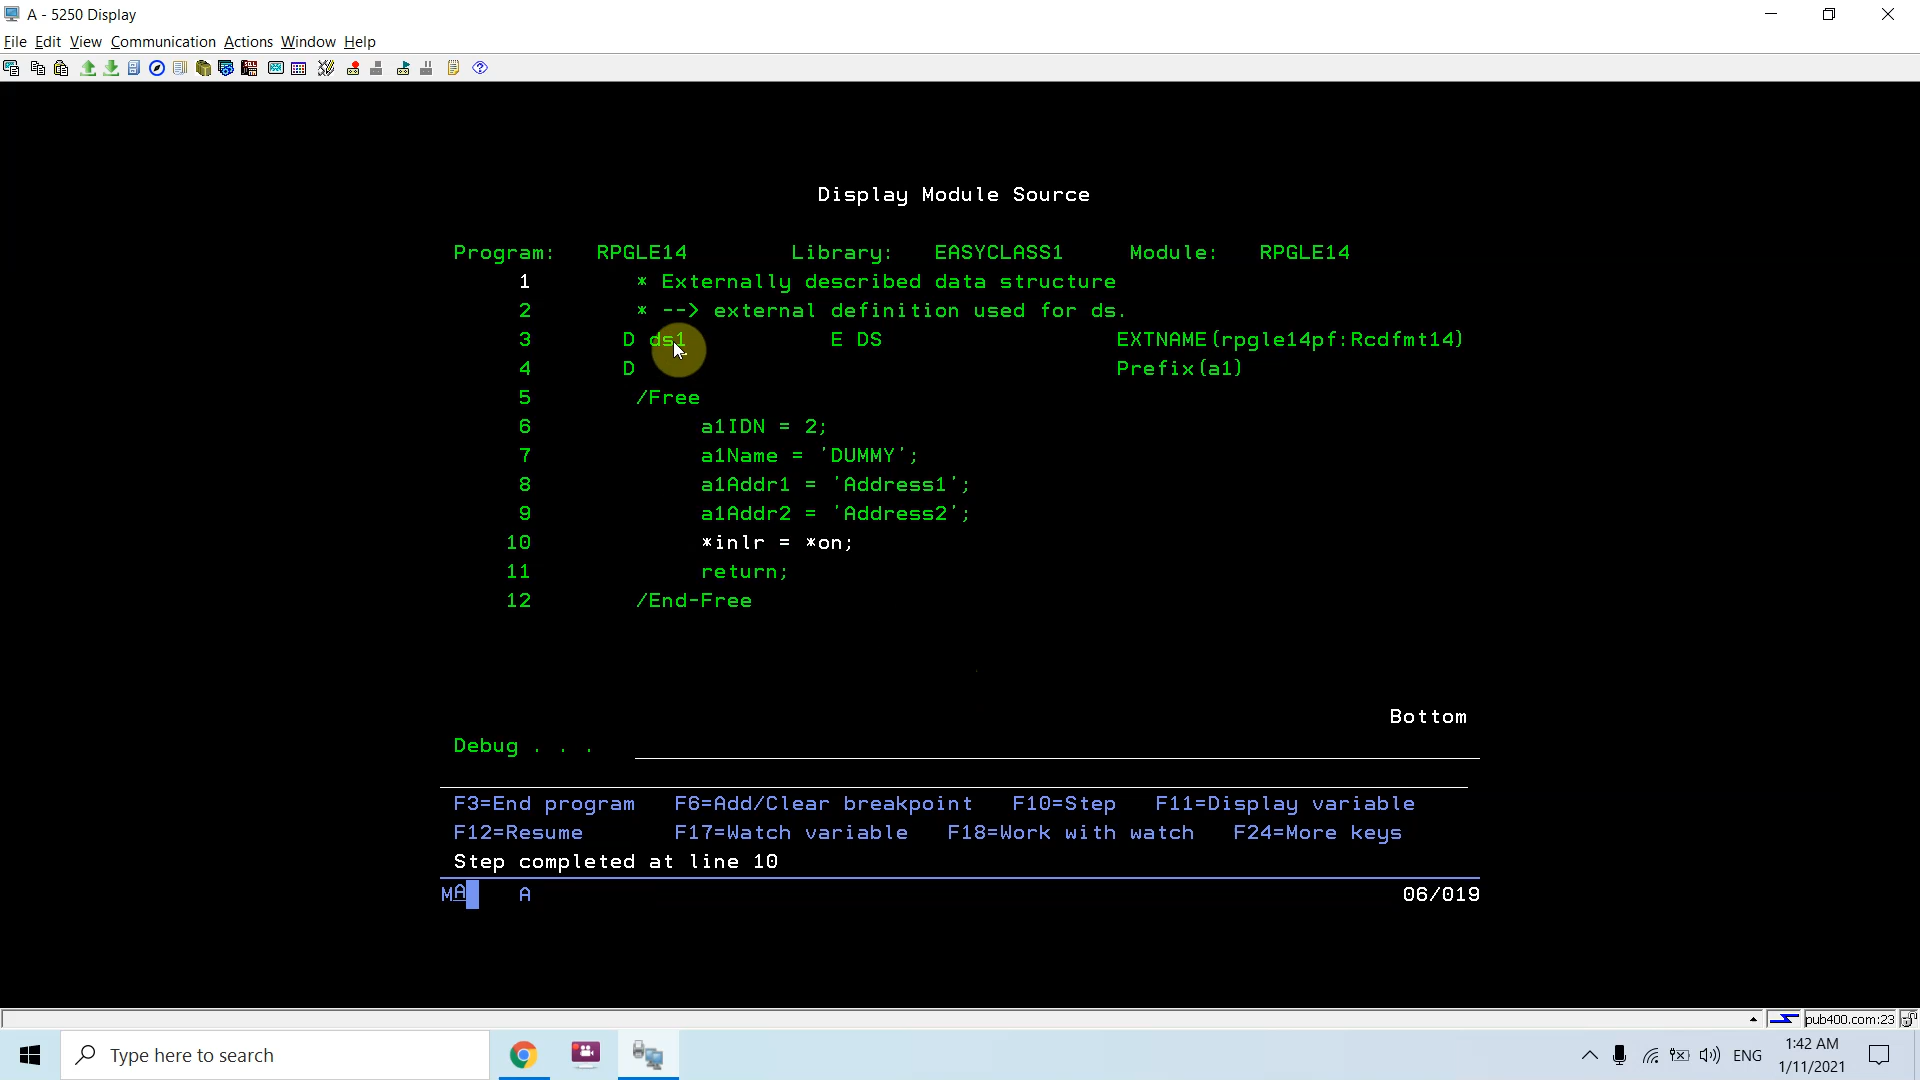 A - 5250 Display
File Edit View Communication Actions Window Help
Display Module Source
Program: RPGLE14 Library: EASYCLASS1 Module: RPGLE14
1 * Externally described data structure
2 * --> external definition used for ds.
3 D ds1 E DS EXTNAME(rpgle14pf:Rcdfmt14)
4 D Prefix(a1)
5 /Free
6 a1IDN = 2;
7 a1Name = 'DUMMY';
8 a1Addr1 = 'Address1';
9 a1Addr2 = 'Address2';
10 *inlr = *on;
11 return;
12 /End-Free
Bottom
Debug . . .
F3=End program F6=Add/Clear breakpoint F10=Step F11=Display variable
F12=Resume F17=Watch variable F18=Work with watch F24=More keys
Step completed at line 10
MA A 06/019
pub400.com:23
Type here to search
ENG
1:42 AM
1/11/2021